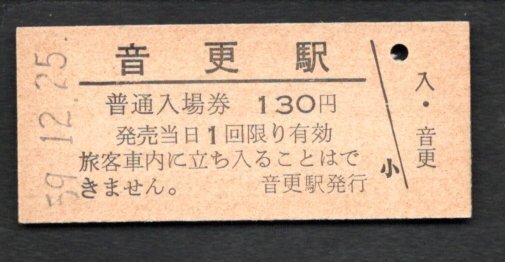 59.12.25.
音更駅
普通入場券 130円
発売当日1回限り有効
旅客車内に立ち入ることはで
きません。 音更駅発行
小
入・音更